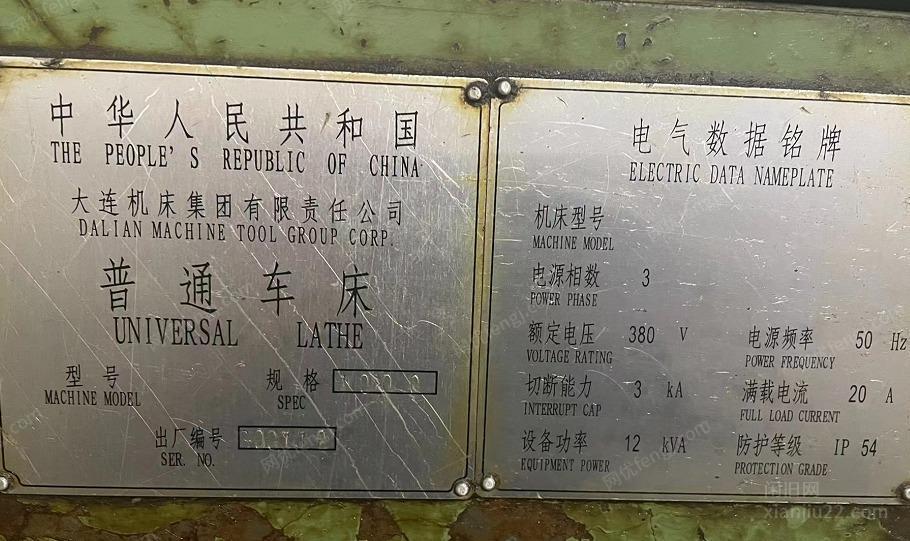 中华人民共和国
THE PEOPLE'S REPUBLIC OF CHINA
大连机床集团有限责任公司
DALIAN MACHINE TOOL GROUP CORP.
普通车床
UNIVERSAL LATHE
型号
MACHINE MODEL
规格
SPEC
出厂编号
SER. NO.
电气数据铭牌
ELECTRIC DATA NAMEPLATE
机床型号
MACHINE MODEL
电源相数 3
POWER PHASE
额定电压 380 V
VOLTAGE RATING
电源频率 50 Hz
POWER FREQUENCY
切断能力 3 kA
INTERRUPT CAP
满载电流 20 A
FULL LOAD CURRENT
设备功率 12 kVA
EQUIPMENT POWER
防护等级 IP 54
PROTECTION GRADE
闲旧网
xianjiu22.com